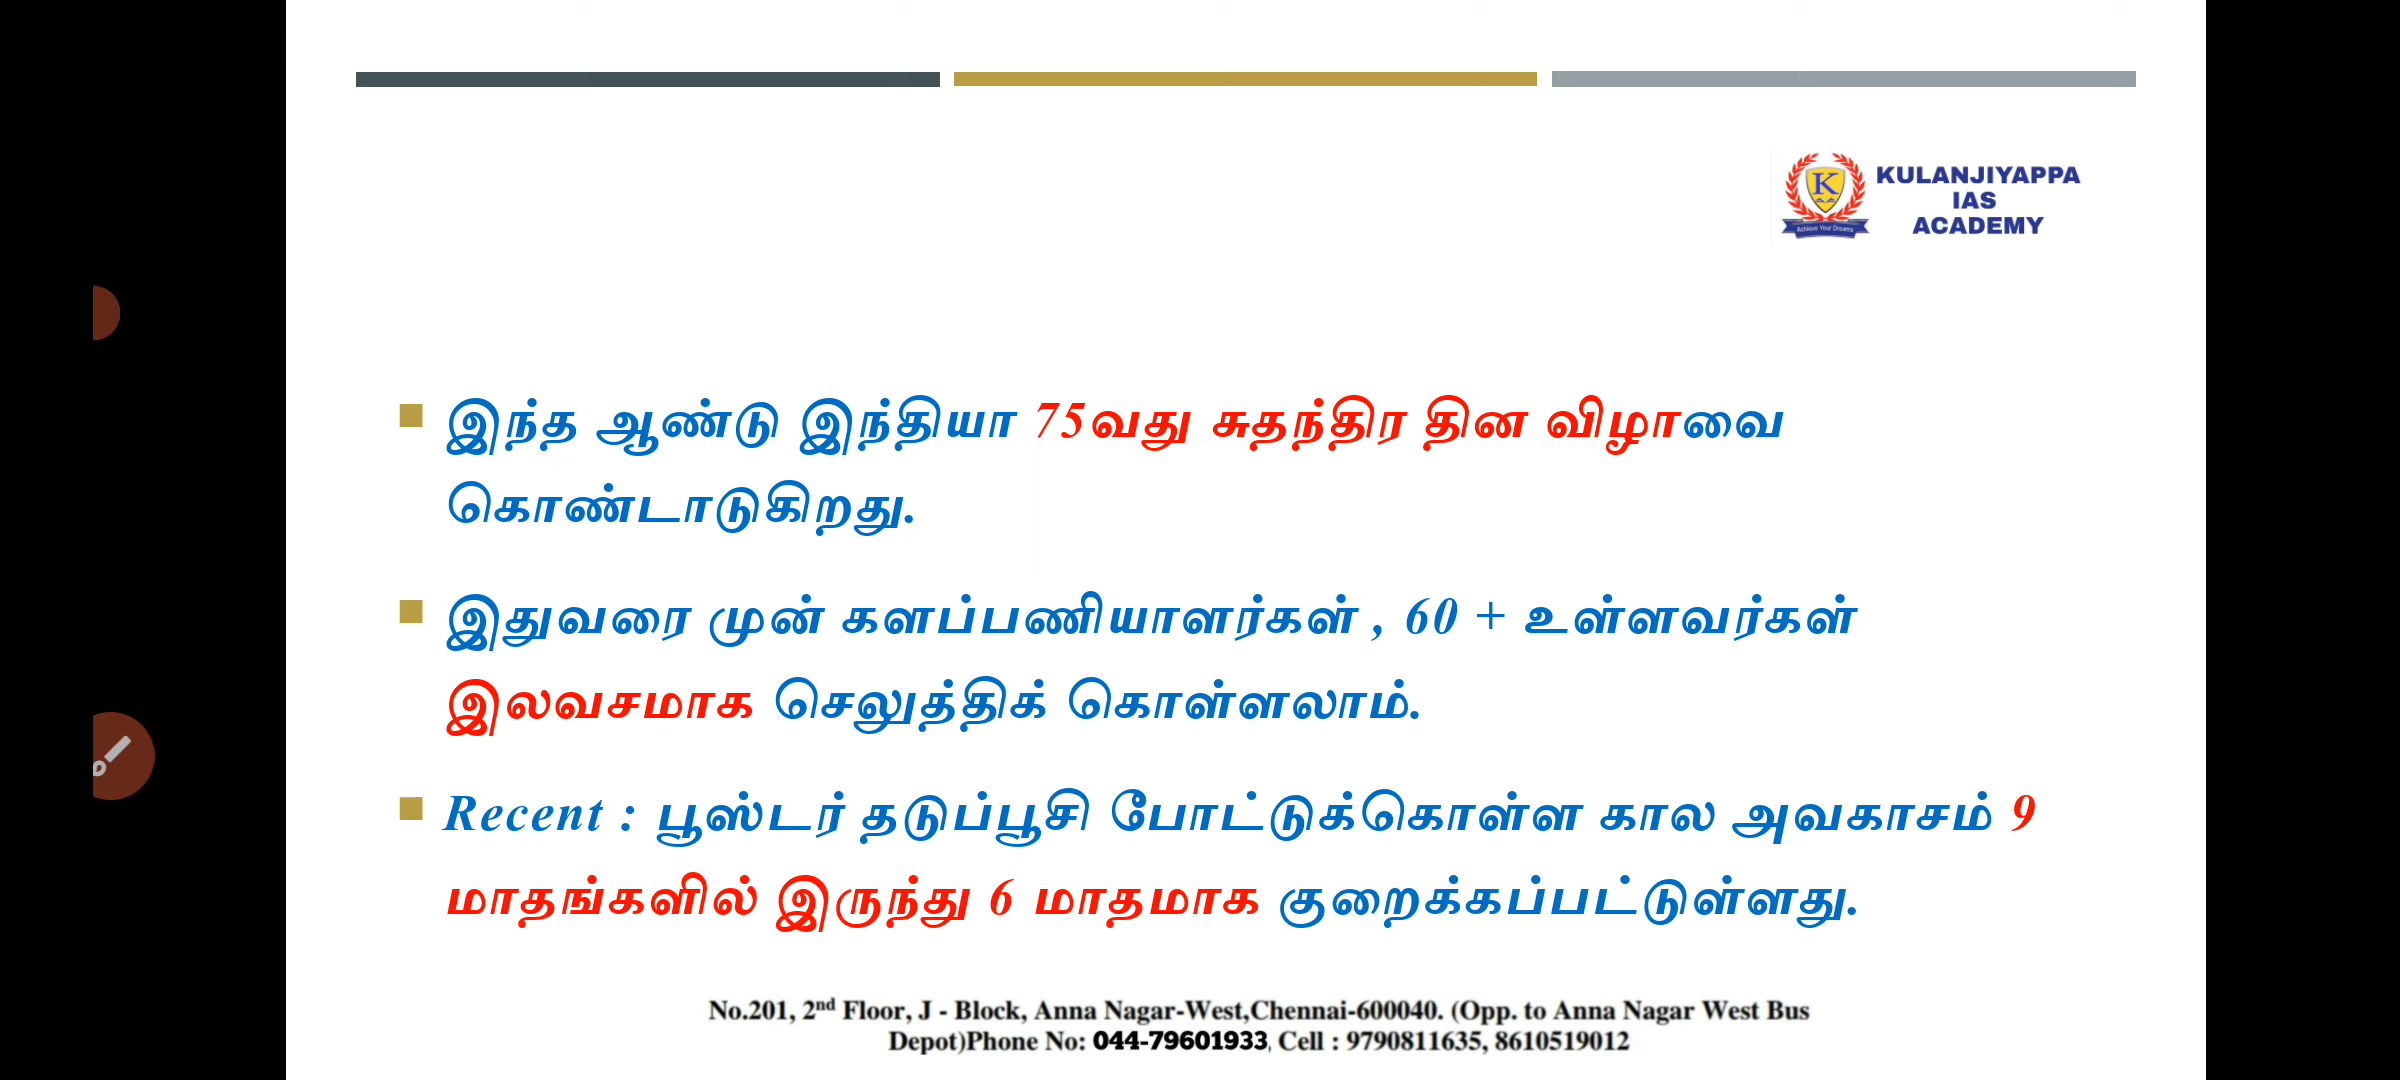 KULANJIYAPPA
IAS
ACADEMY
K
Achieve Your Dreams
இந்த ஆண்டு இந்தியா 75வது சுதந்திர தின விழாவை
கொண்டாடுகிறது.
இதுவரை முன் களப்பணியாளர்கள் , 60 + உள்ளவர்கள்
இலவசமாக செலுத்திக் கொள்ளலாம்.
Recent : பூஸ்டர் தடுப்பூசி போட்டுக்கொள்ள கால அவகாசம் 9
மாதங்களில் இருந்து 6 மாதமாக குறைக்கப்பட்டுள்ளது.
No.201, 2nd Floor, J - Block, Anna Nagar-West,Chennai-600040. (Opp. to Anna Nagar West Bus
Depot)Phone No: 044-79601933, Cell : 9790811635, 8610519012